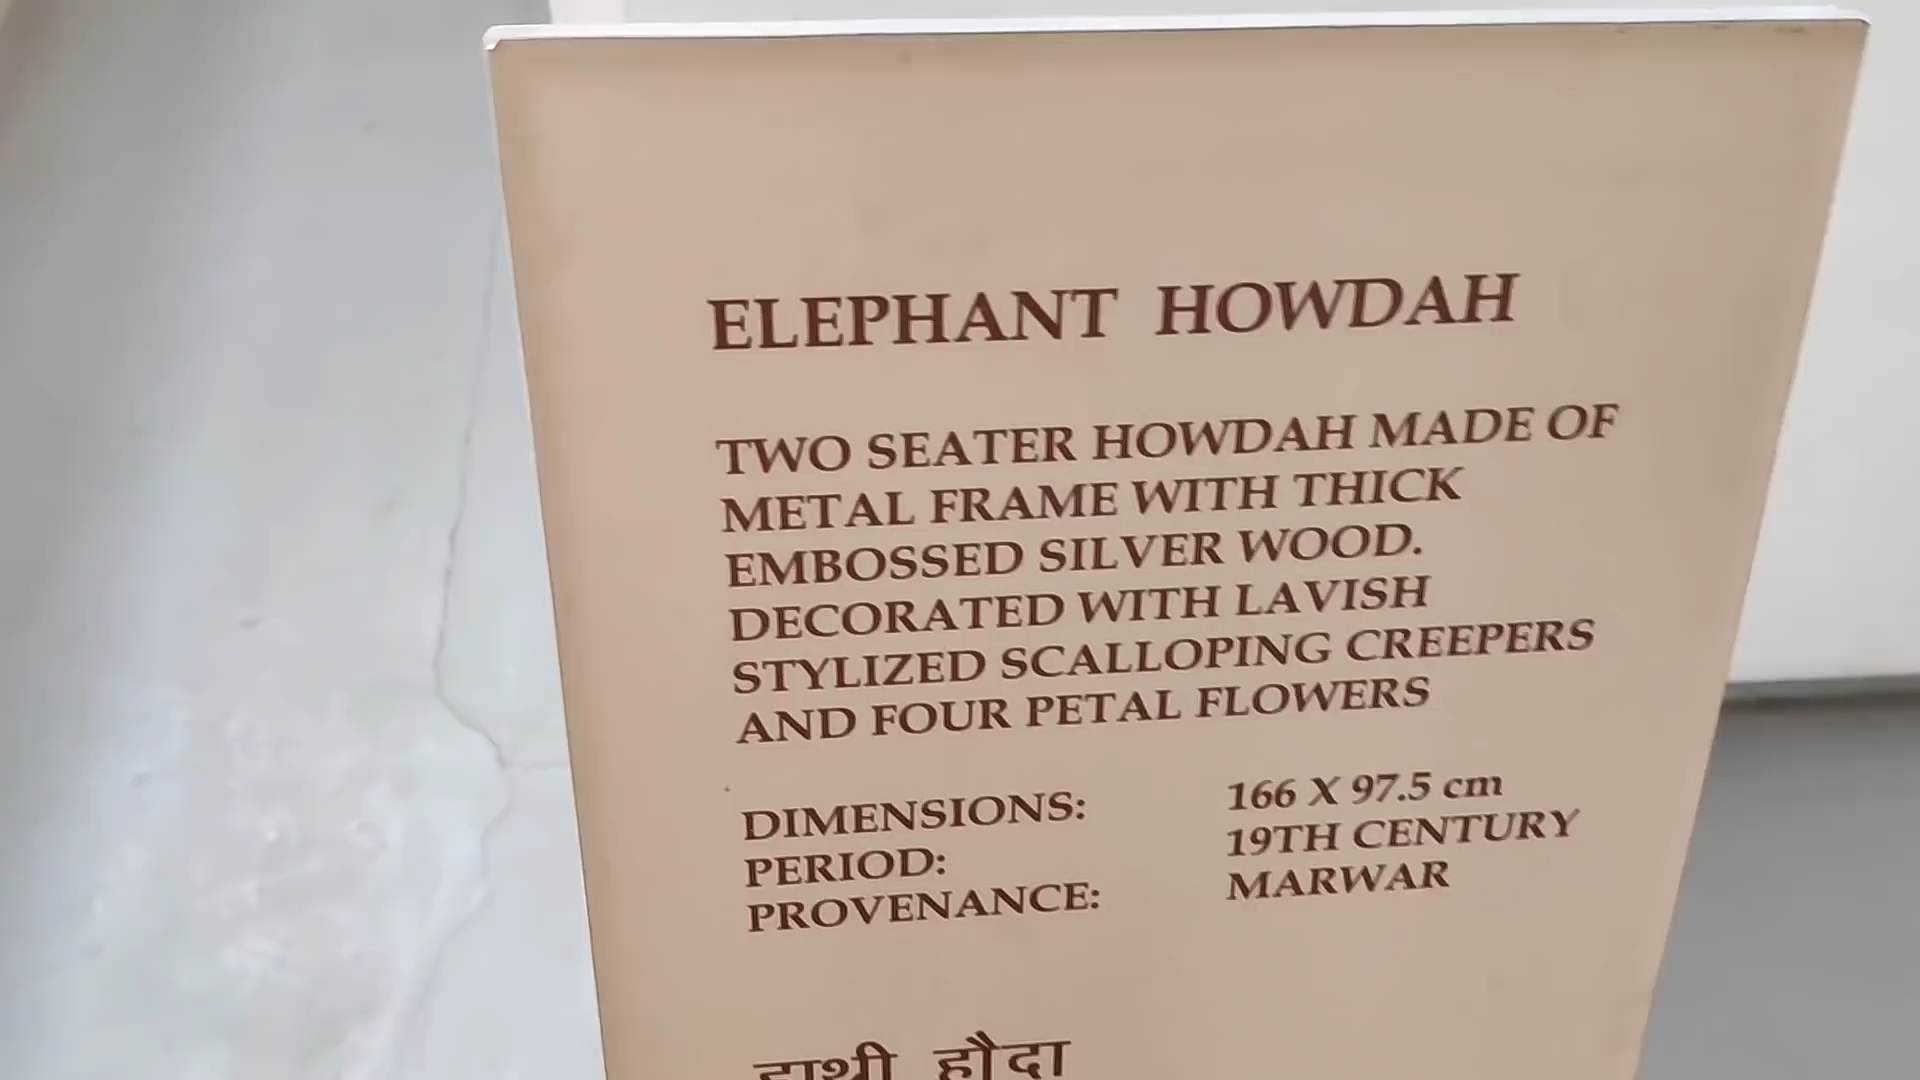 ELEPHANT HOWDAH
TWO SEATER HOWDAH MADE OF
METAL FRAME WITH THICK
EMBOSSED SILVER WOOD.
DECORATED WITH LAVISH
STYLIZED SCALLOPING CREEPERS
AND FOUR PETAL FLOWERS
DIMENSIONS: 166 X 97.5 cm
PERIOD: 19TH CENTURY
PROVENANCE: MARWAR
हाथी हौदा